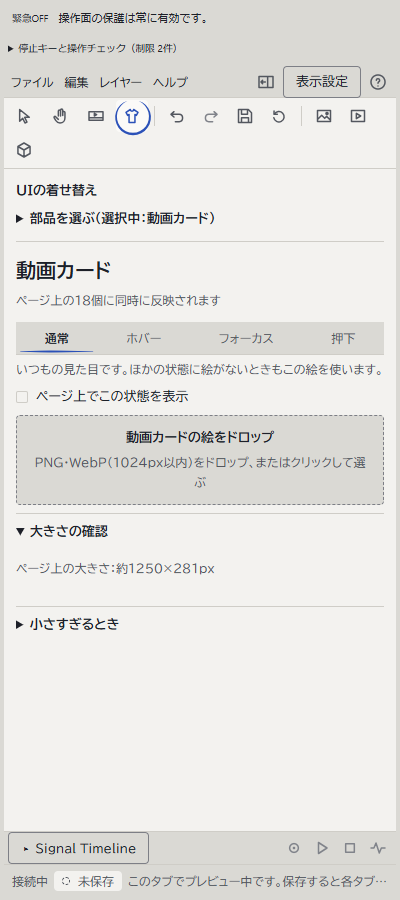 緊急OFF 操作面の保護は常に有効です。
▶ 停止キーと操作チェック（制限 2件）
ファイル 編集 レイヤー ヘルプ 表示設定
UIの着せ替え
▶ 部品を選ぶ（選択中：動画カード）
動画カード
ページ上の18個に同時に反映されます
通常 ホバー フォーカス 押下
いつもの見た目です。ほかの状態に絵がないときもこの絵を使います。
ページ上でこの状態を表示
動画カードの絵をドロップ
PNG・WebP（1024px以内）をドロップ、またはクリックして選
ぶ
▼ 大きさの確認
ページ上の大きさ：約1250×281px
▶ 小さすぎるとき
▸ Signal Timeline
接続中 未保存 このタブでプレビュー中です。保存すると各タブ…